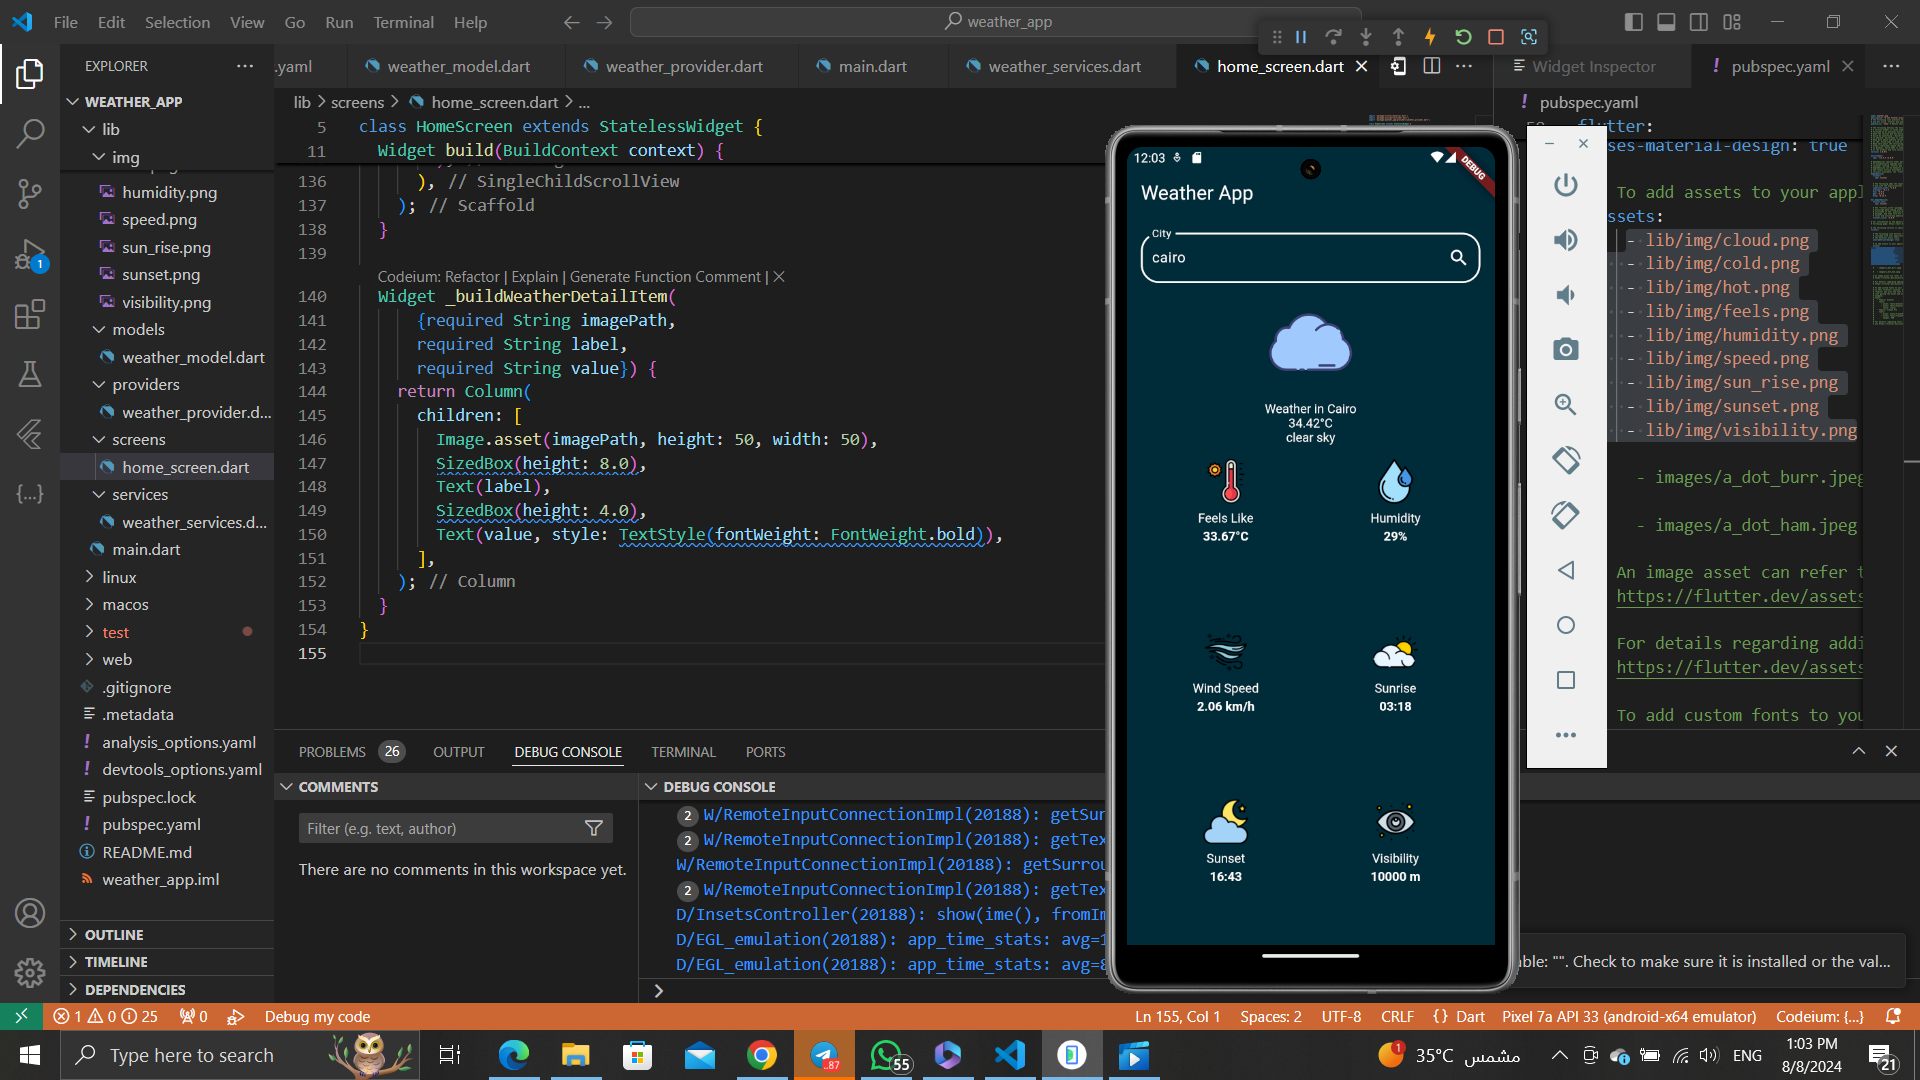 File Edit Selection View Go Run Terminal Help
weather_app
EXPLORER
.yaml
weather_model.dart
weather_provider.dart
main.dart
weather_services.dart
home_screen.dart
Widget Inspector
pubspec.yaml
WEATHER_APP
lib
img
humidity.png
speed.png
sun_rise.png
sunset.png
visibility.png
models
weather_model.dart
providers
weather_provider.d...
screens
home_screen.dart
services
weather_services.d...
main.dart
linux
macos
test
web
.gitignore
.metadata
analysis_options.yaml
devtools_options.yaml
pubspec.lock
pubspec.yaml
README.md
weather_app.iml
OUTLINE
TIMELINE
DEPENDENCIES
lib > screens > home_screen.dart > ...
5 class HomeScreen extends StatelessWidget {
11 Widget build(BuildContext context) {
136 ), // SingleChildScrollView
137 ); // Scaffold
138 }
139
Codeium: Refactor | Explain | Generate Function Comment | X
140 Widget _buildWeatherDetailItem(
141 {required String imagePath,
142 required String label,
143 required String value}) {
144 return Column(
145 children: [
146 Image.asset(imagePath, height: 50, width: 50),
147 SizedBox(height: 8.0),
148 Text(label),
149 SizedBox(height: 4.0),
150 Text(value, style: TextStyle(fontWeight: FontWeight.bold)),
151 ],
152 ); // Column
153 }
154 }
155
PROBLEMS 26 OUTPUT DEBUG CONSOLE TERMINAL PORTS
COMMENTS
Filter (e.g. text, author)
There are no comments in this workspace yet.
DEBUG CONSOLE
2 W/RemoteInputConnectionImpl(20188): getSur
2 W/RemoteInputConnectionImpl(20188): getTex
W/RemoteInputConnectionImpl(20188): getSurrou
2 W/RemoteInputConnectionImpl(20188): getTex
D/InsetsController(20188): show(ime(), fromIm
D/EGL_emulation(20188): app_time_stats: avg=1
D/EGL_emulation(20188): app_time_stats: avg=8
12:03
DEBUG
Weather App
City
cairo
Weather in Cairo
34.42°C
clear sky
Feels Like
33.67°C
Humidity
29%
Wind Speed
2.06 km/h
Sunrise
03:18
Sunset
16:43
Visibility
10000 m
pubspec.yaml
flutter:
ses-material-design: true
To add assets to your appl
ssets:
- lib/img/cloud.png
- lib/img/cold.png
- lib/img/hot.png
- lib/img/feels.png
- lib/img/humidity.png
- lib/img/speed.png
- lib/img/sun_rise.png
- lib/img/sunset.png
- lib/img/visibility.png
- images/a_dot_burr.jpeg
- images/a_dot_ham.jpeg
An image asset can refer t
https://flutter.dev/assets
For details regarding addi
https://flutter.dev/assets
To add custom fonts to you
ble: "". Check to make sure it is installed or the val...
1 0 25 0 Debug my code
Ln 155, Col 1 Spaces: 2 UTF-8 CRLF {} Dart Pixel 7a API 33 (android-x64 emulator) Codeium: {...}
Type here to search
..87
55
1
35°C مشمس
ENG
1:03 PM
8/8/2024
21